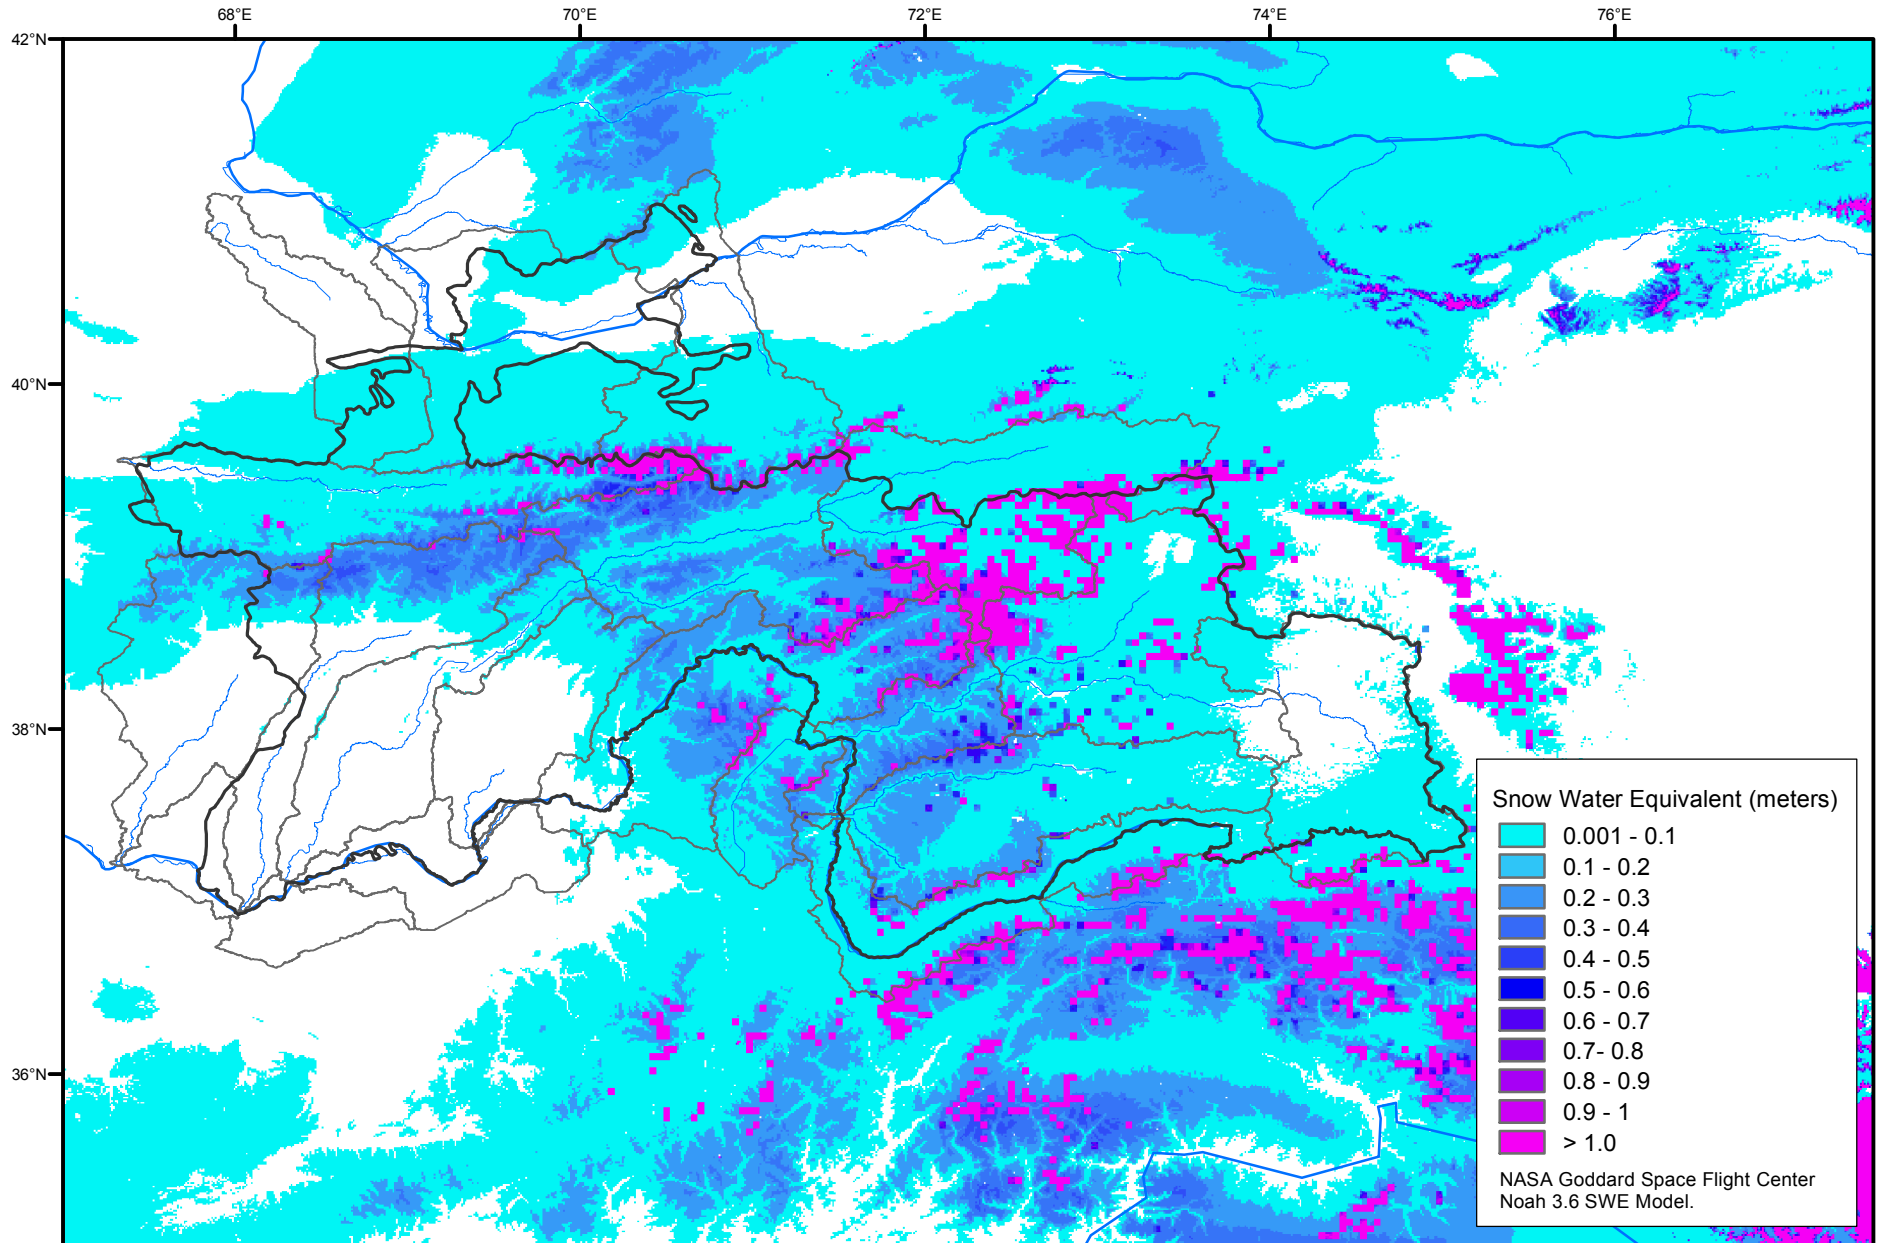 68°E 70°E 72°E 74°E 76°E
42°N
40°N
38°N
36°N
Snow Water Equivalent (meters)
0.001 - 0.1
0.1 - 0.2
0.2 - 0.3
0.3 - 0.4
0.4 - 0.5
0.5 - 0.6
0.6 - 0.7
0.7- 0.8
0.8 - 0.9
0.9 - 1
> 1.0
NASA Goddard Space Flight Center
Noah 3.6 SWE Model.